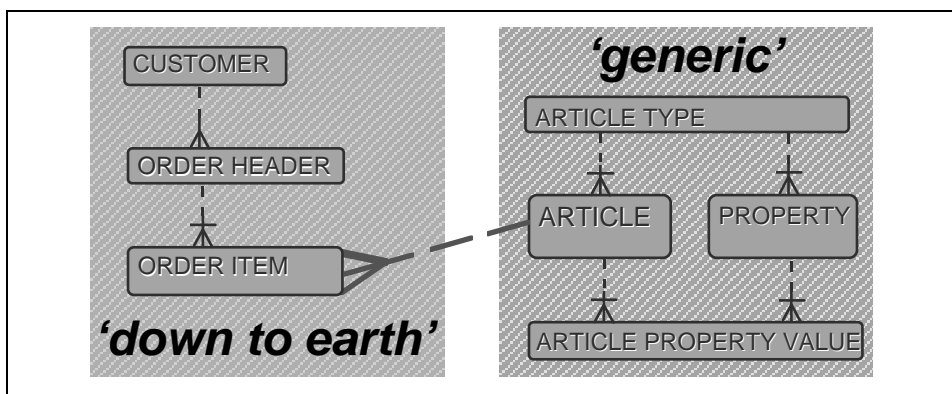 CUSTOMER
ORDER HEADER
ORDER ITEM
‘down to earth’
‘generic’
ARTICLE TYPE
ARTICLE
PROPERTY
ARTICLE PROPERTY VALUE